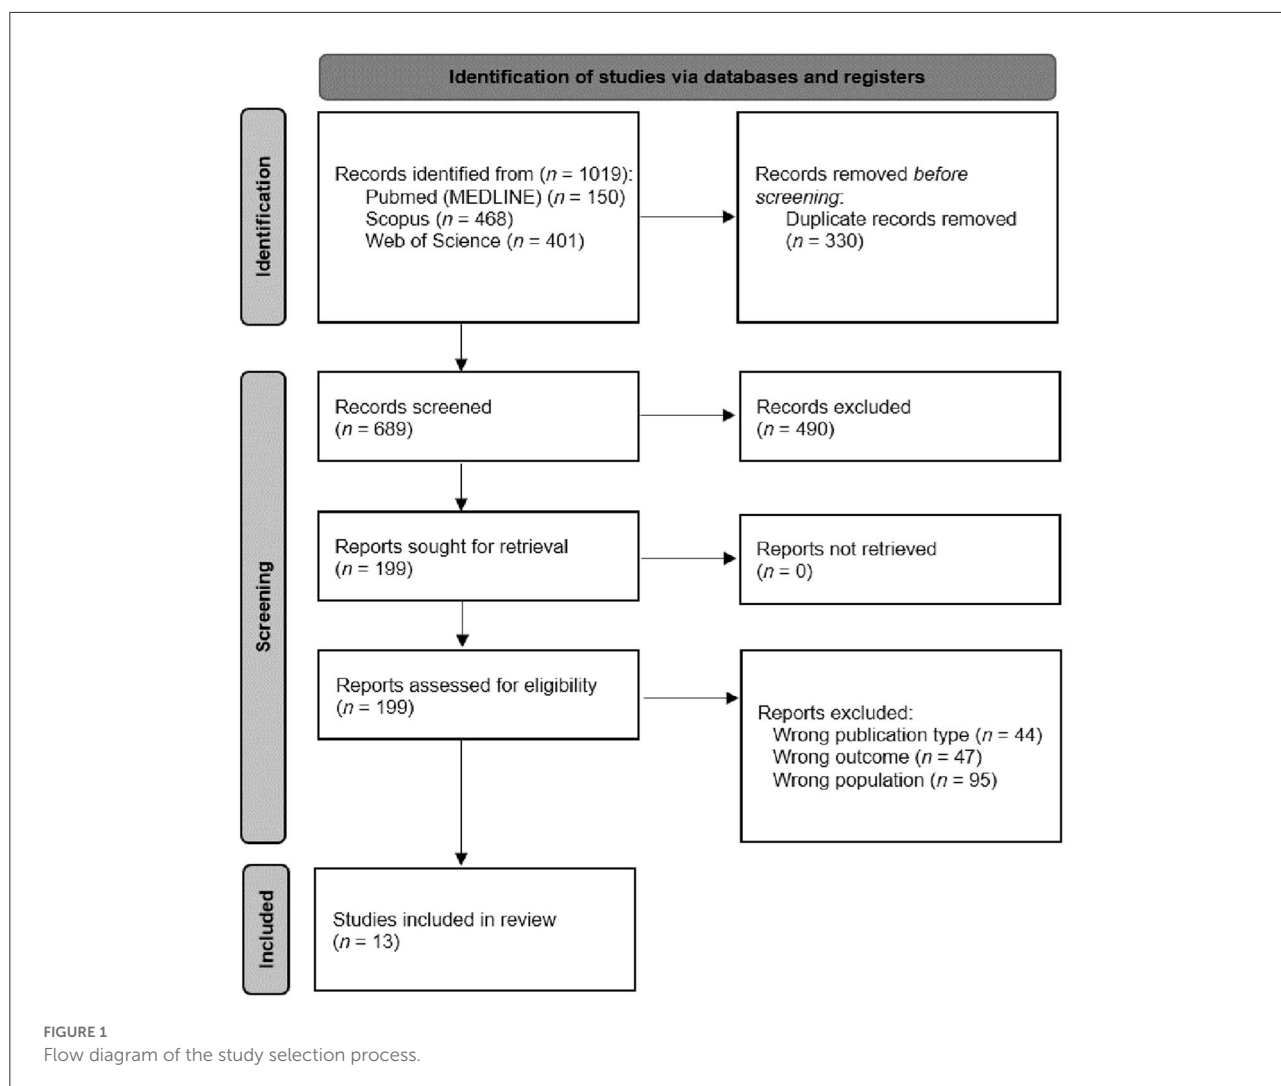 Identification of studies via databases and registers
Identification
Records identified from (n = 1019):
Pubmed (MEDLINE) (n = 150)
Scopus (n = 468)
Web of Science (n = 401)
Records removed before
screening:
Duplicate records removed
(n = 330)
Screening
Records screened
(n = 689)
Records excluded
(n = 490)
Reports sought for retrieval
(n = 199)
Reports not retrieved
(n = 0)
Reports assessed for eligibility
(n = 199)
Reports excluded:
Wrong publication type (n = 44)
Wrong outcome (n = 47)
Wrong population (n = 95)
Included
Studies included in review
(n = 13)
FIGURE 1
Flow diagram of the study selection process.